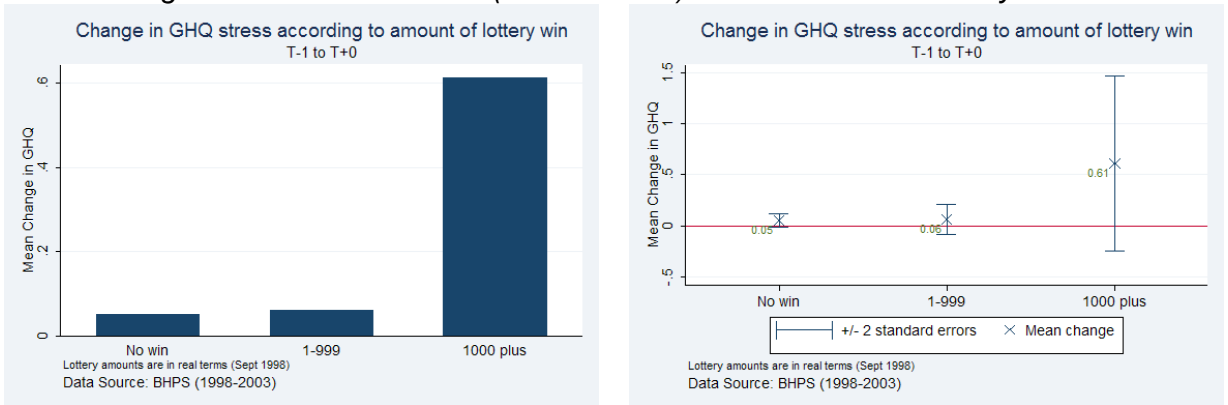 Change in GHQ stress according to amount of lottery win
T-1 to T+0
Mean Change in GHQ
.6
.4
.2
0
No win 1-999 1000 plus
Lottery amounts are in real terms (Sept 1998)
Data Source: BHPS (1998-2003)
Change in GHQ stress according to amount of lottery win
T-1 to T+0
Mean Change in GHQ
1.5
1
.5
0
-.5
0.05
0.06
0.61
No win 1-999 1000 plus
+/- 2 standard errors Mean change
Lottery amounts are in real terms (Sept 1998)
Data Source: BHPS (1998-2003)